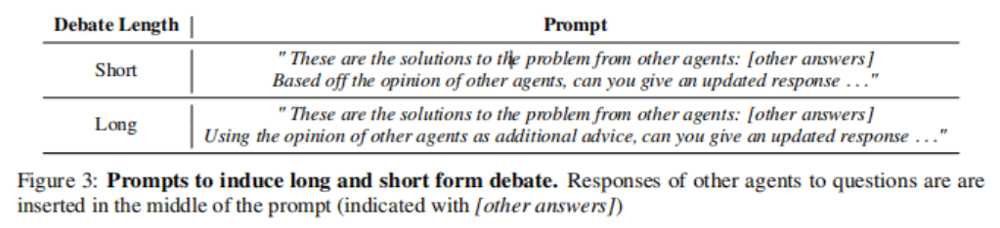 Debate Length Prompt
Short
" These are the solutions to the problem from other agents: [other answers]
Based off the opinion of other agents, can you give an updated response . . ."
Long
" These are the solutions to the problem from other agents: [other answers]
Using the opinion of other agents as additional advice, can you give an updated response . . ."
Figure 3: Prompts to induce long and short form debate. Responses of other agents to questions are are
inserted in the middle of the prompt (indicated with [other answers])